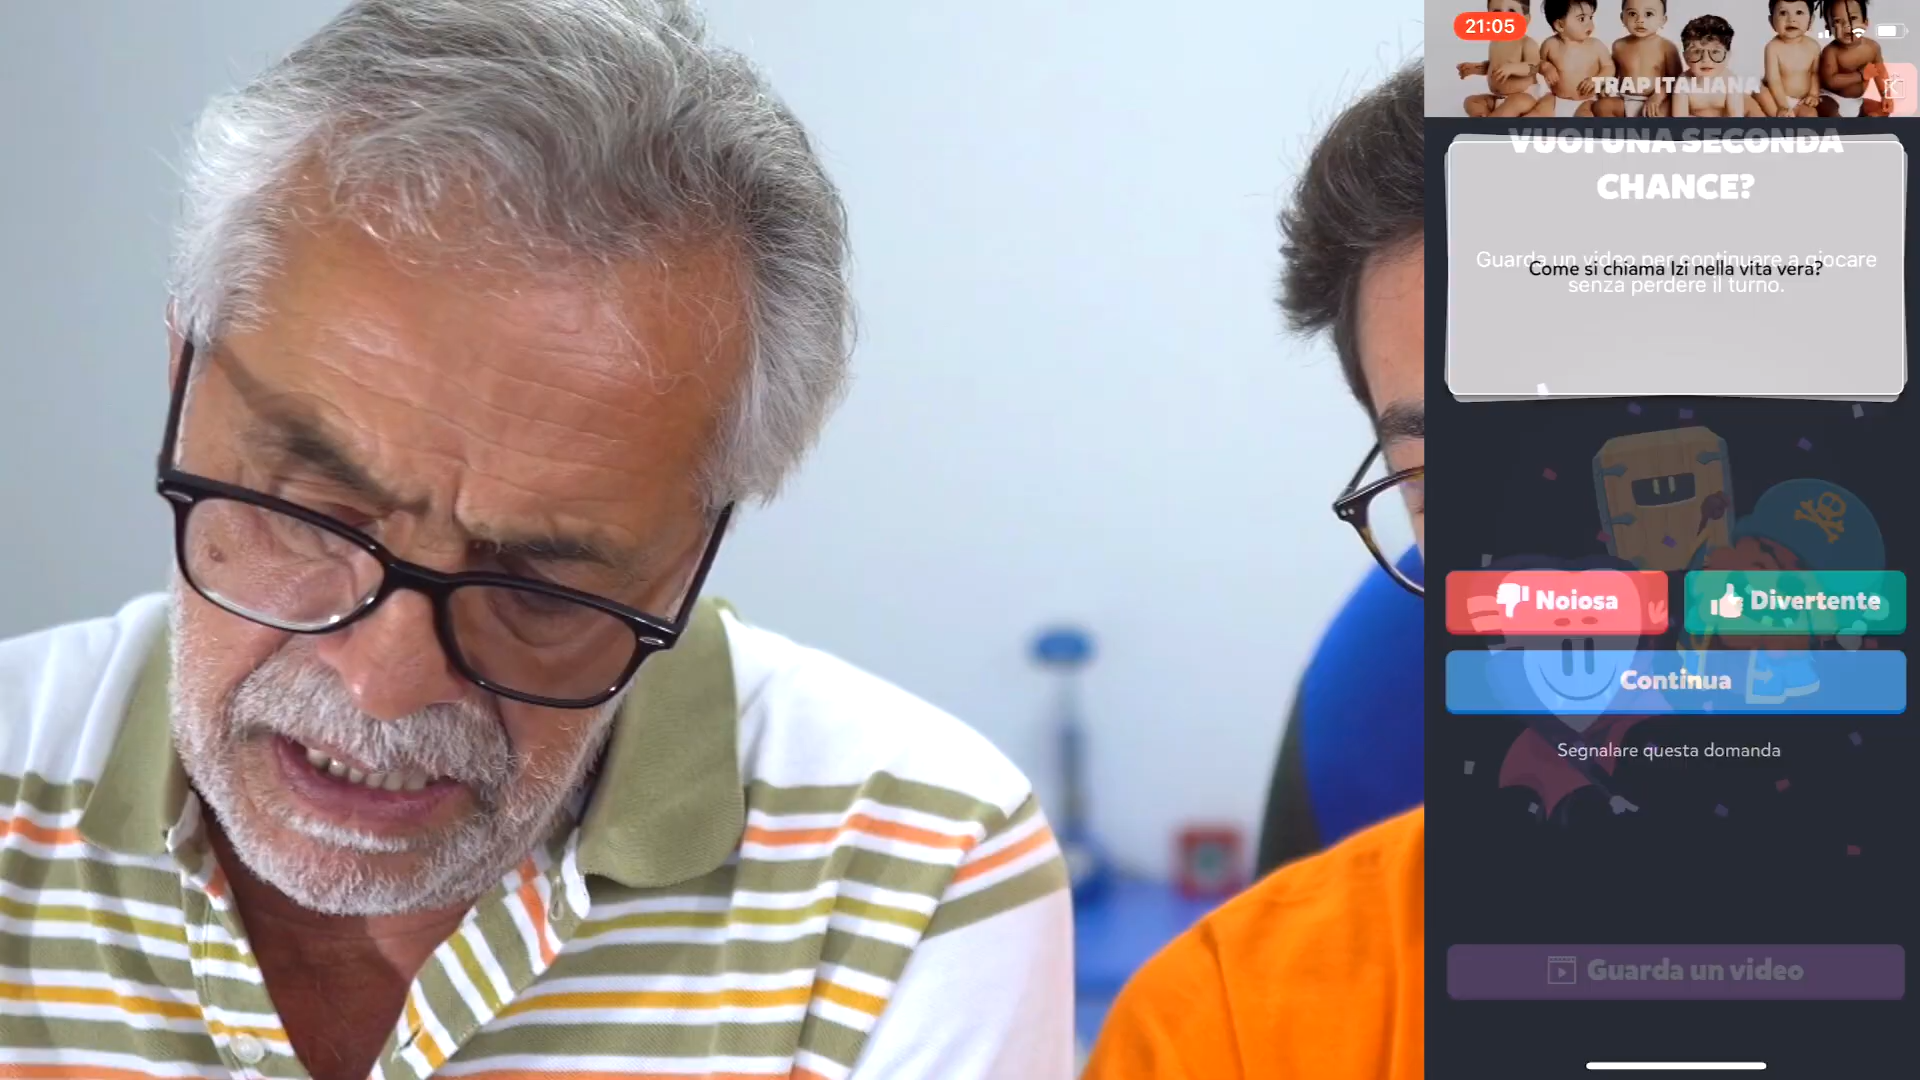 21:05
TRAP ITALIANA
VUOI UNA SECONDA
CHANCE?
Guarda un video per continuare a giocare
Come si chiama Izi nella vita vera?
senza perdere il turno.
Noiosa
Divertente
Continua
Segnalare questa domanda
Guarda un video